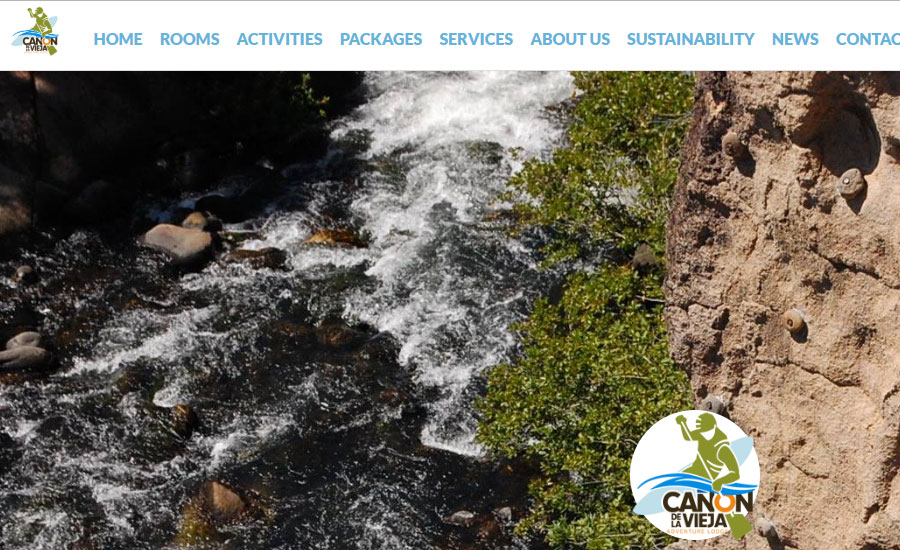 CAÑON
DE LA VIEJA
HOME ROOMS ACTIVITIES PACKAGES SERVICES ABOUT US SUSTAINABILITY NEWS CONTAC
CAÑON
DE LA VIEJA
ADVENTURE LODGE